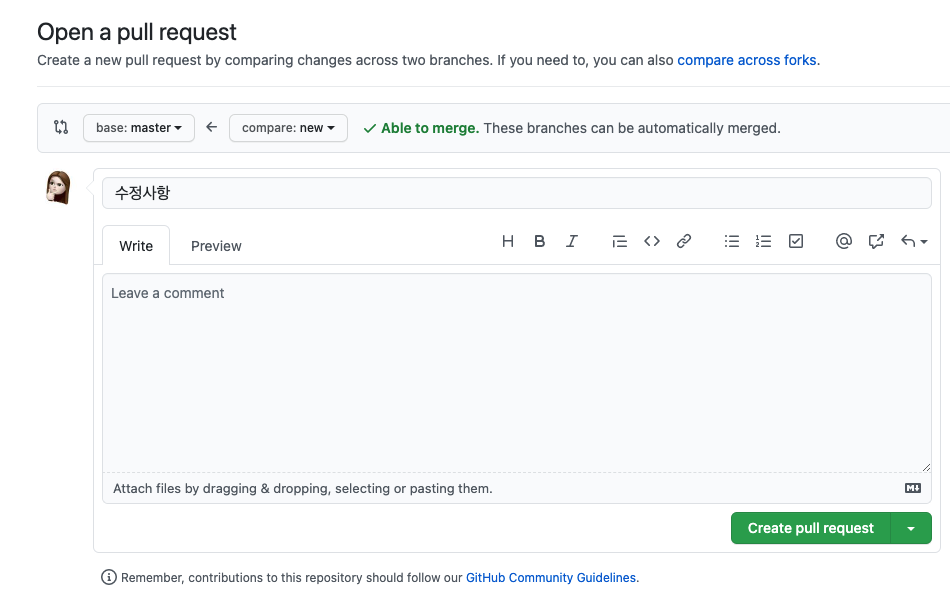 Open a pull request
Create a new pull request by comparing changes across two branches. If you need to, you can also compare across forks.
base: master compare: new Able to merge. These branches can be automatically merged.
수정사항
Write Preview
Leave a comment
Attach files by dragging & dropping, selecting or pasting them.
Create pull request
Remember, contributions to this repository should follow our GitHub Community Guidelines.